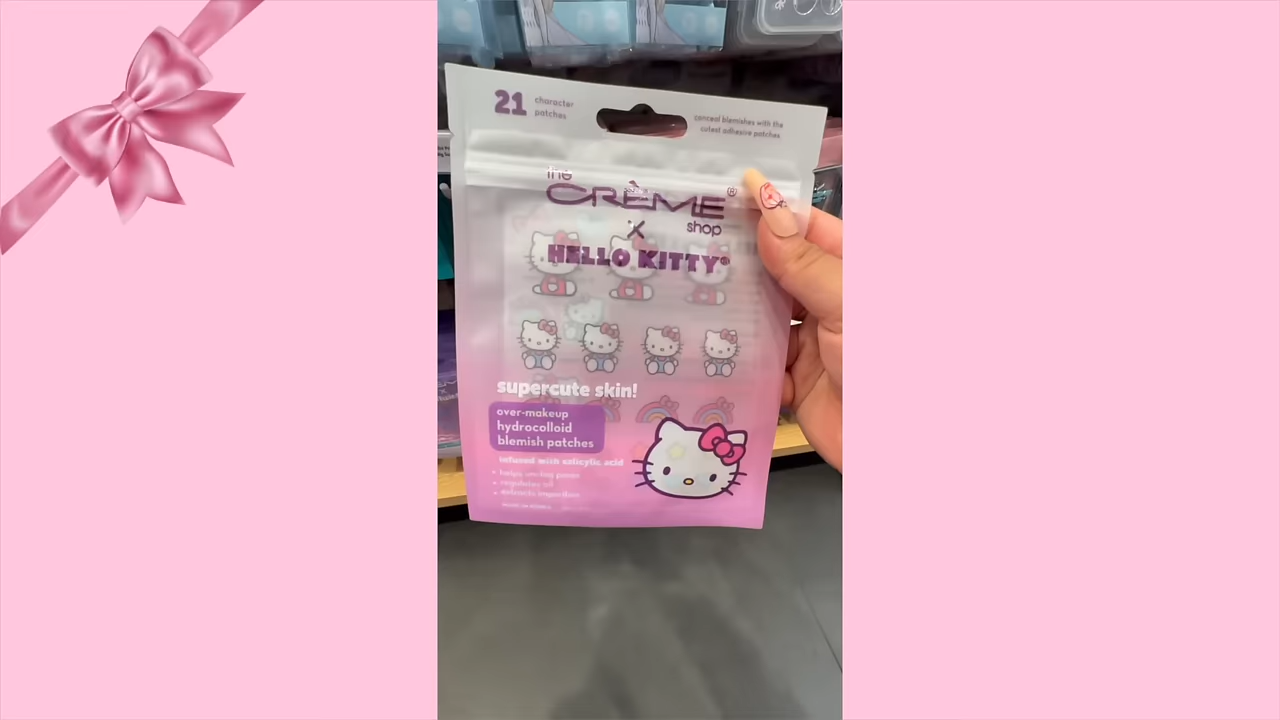 21 character
patches
conceal blemishes with the
cutest adhesive patches
the
CRÈME®
shop
X
HELLO KITTY®
supercute skin!
over-makeup
hydrocolloid
blemish patches
infused with salicylic acid